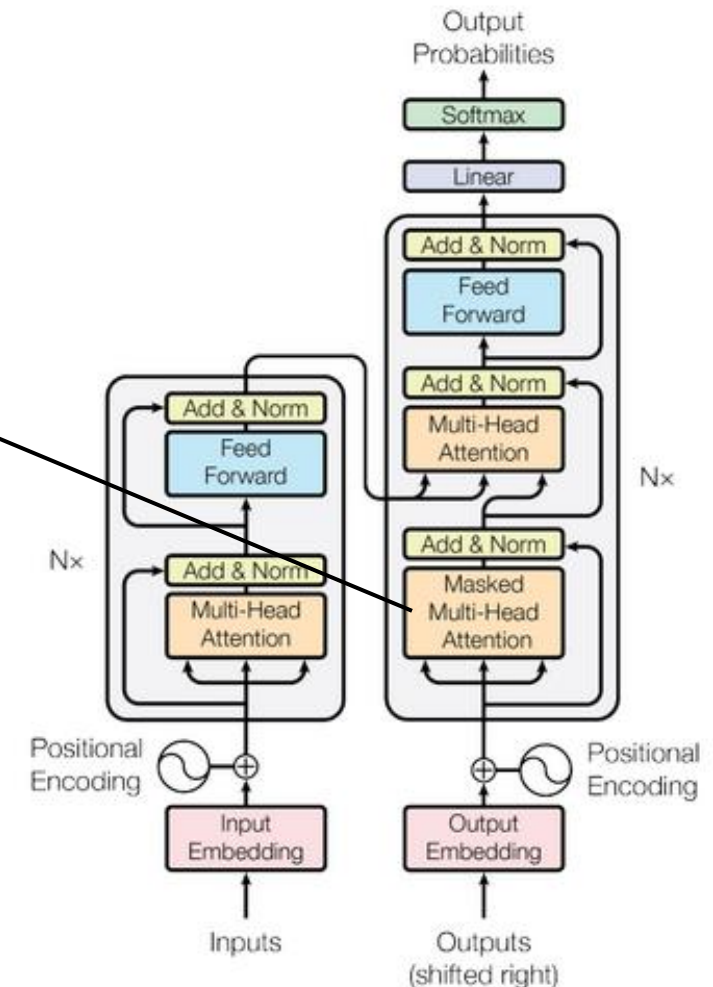 Output
Probabilities
Softmax
Linear
Add & Norm
Feed
Forward
Add & Norm
Multi-Head
Attention
Nx
Add & Norm
Masked
Multi-Head
Attention
Add & Norm
Feed
Forward
Nx
Add & Norm
Multi-Head
Attention
Positional
Encoding
Positional
Encoding
Input
Embedding
Output
Embedding
Inputs
Outputs
(shifted right)